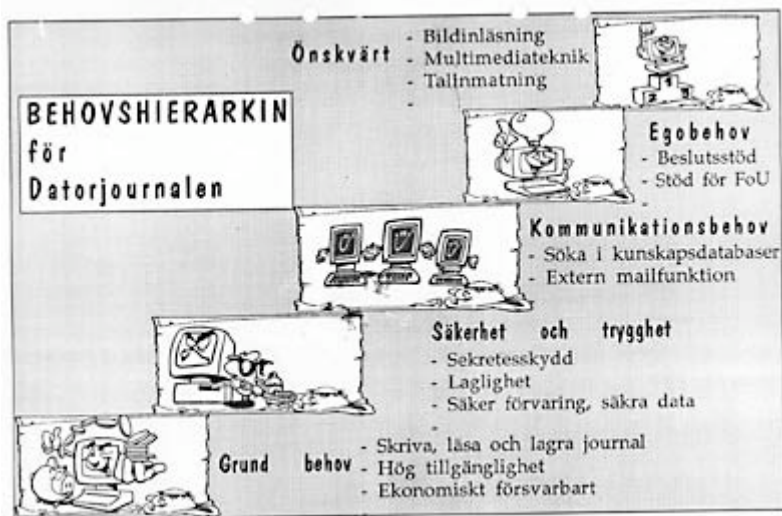 BEHOVSHIERARKIN
för
Datorjournalen
Önskvärt
- Bildinläsning
- Multimediateknik
- Talinmatning
-
Egobehov
- Beslutsstöd
- Stöd för FoU
-
Kommunikationsbehov
- Söka i kunskapsdatabaser
- Extern mailfunktion
Säkerhet och trygghet
- Sekretesskydd
- Laglighet
- Säker förvaring, säkra data
-
Grund behov
- Skriva, läsa och lagra journal
- Hög tillgänglighet
- Ekonomiskt försvarbart